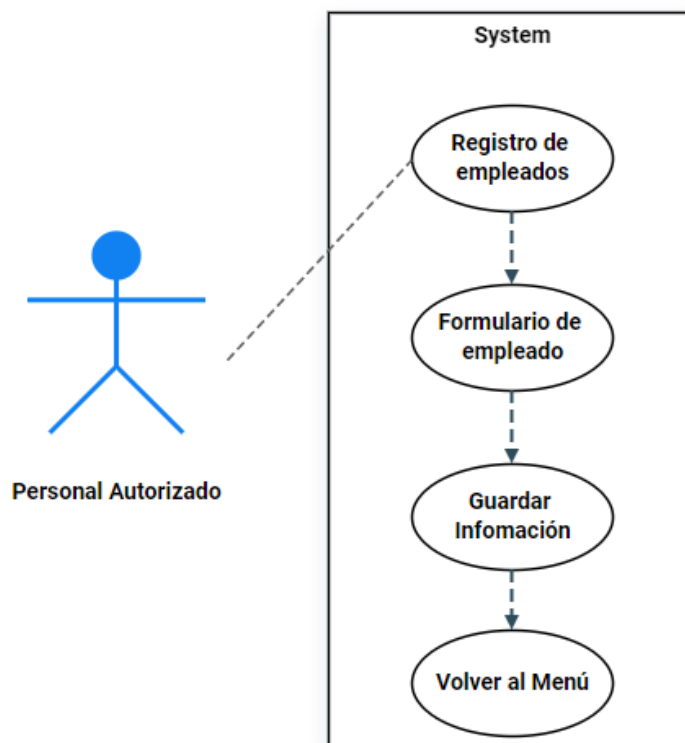 System
Registro de
empleados
Formulario de
empleado
Personal Autorizado
Guardar
Infomación
Volver al Menú